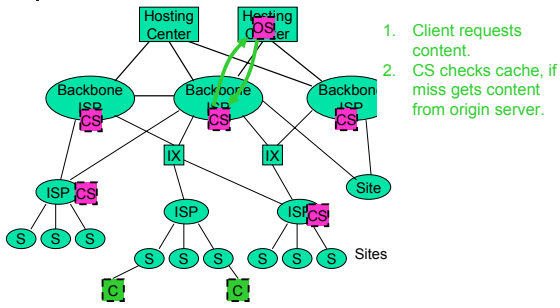 Hosting
Center
Hosting
Center
OS
1. Client requests
content.
2. CS checks cache, if
miss gets content
from origin server.
Backbone
ISP
CS
Backbone
ISP
CS
Backbone
ISP
CS
IX
IX
ISP
CS
Site
ISP
ISP
CS
S
S
S
S
S
S
S
S
S
Sites
C
C